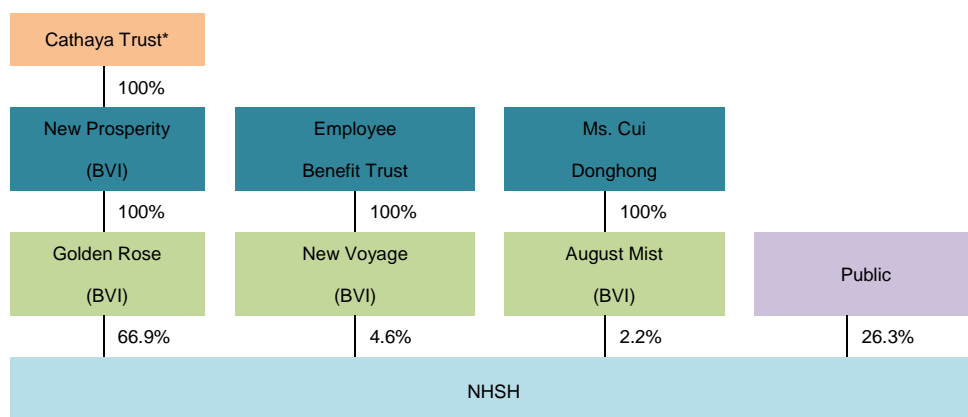 Cathaya Trust*
100%
New Prosperity
(BVI)
Employee
Benefit Trust
Ms. Cui
Donghong
100%
100%
100%
Golden Rose
(BVI)
New Voyage
(BVI)
August Mist
(BVI)
Public
66.9%
4.6%
2.2%
26.3%
NHSH